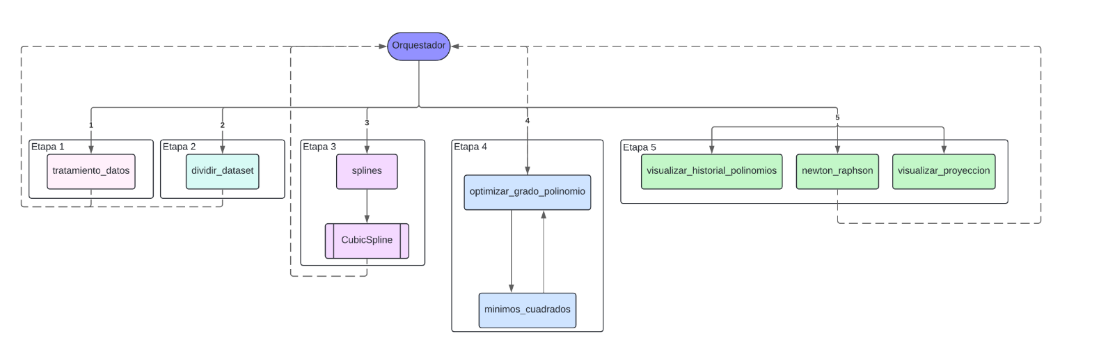 Orquestador
1
2
3
4
5
Etapa 1
tratamiento_datos
Etapa 2
dividir_dataset
Etapa 3
splines
CubicSpline
Etapa 4
optimizar_grado_polinomio
minimos_cuadrados
Etapa 5
visualizar_historial_polinomios
newton_raphson
visualizar_proyeccion